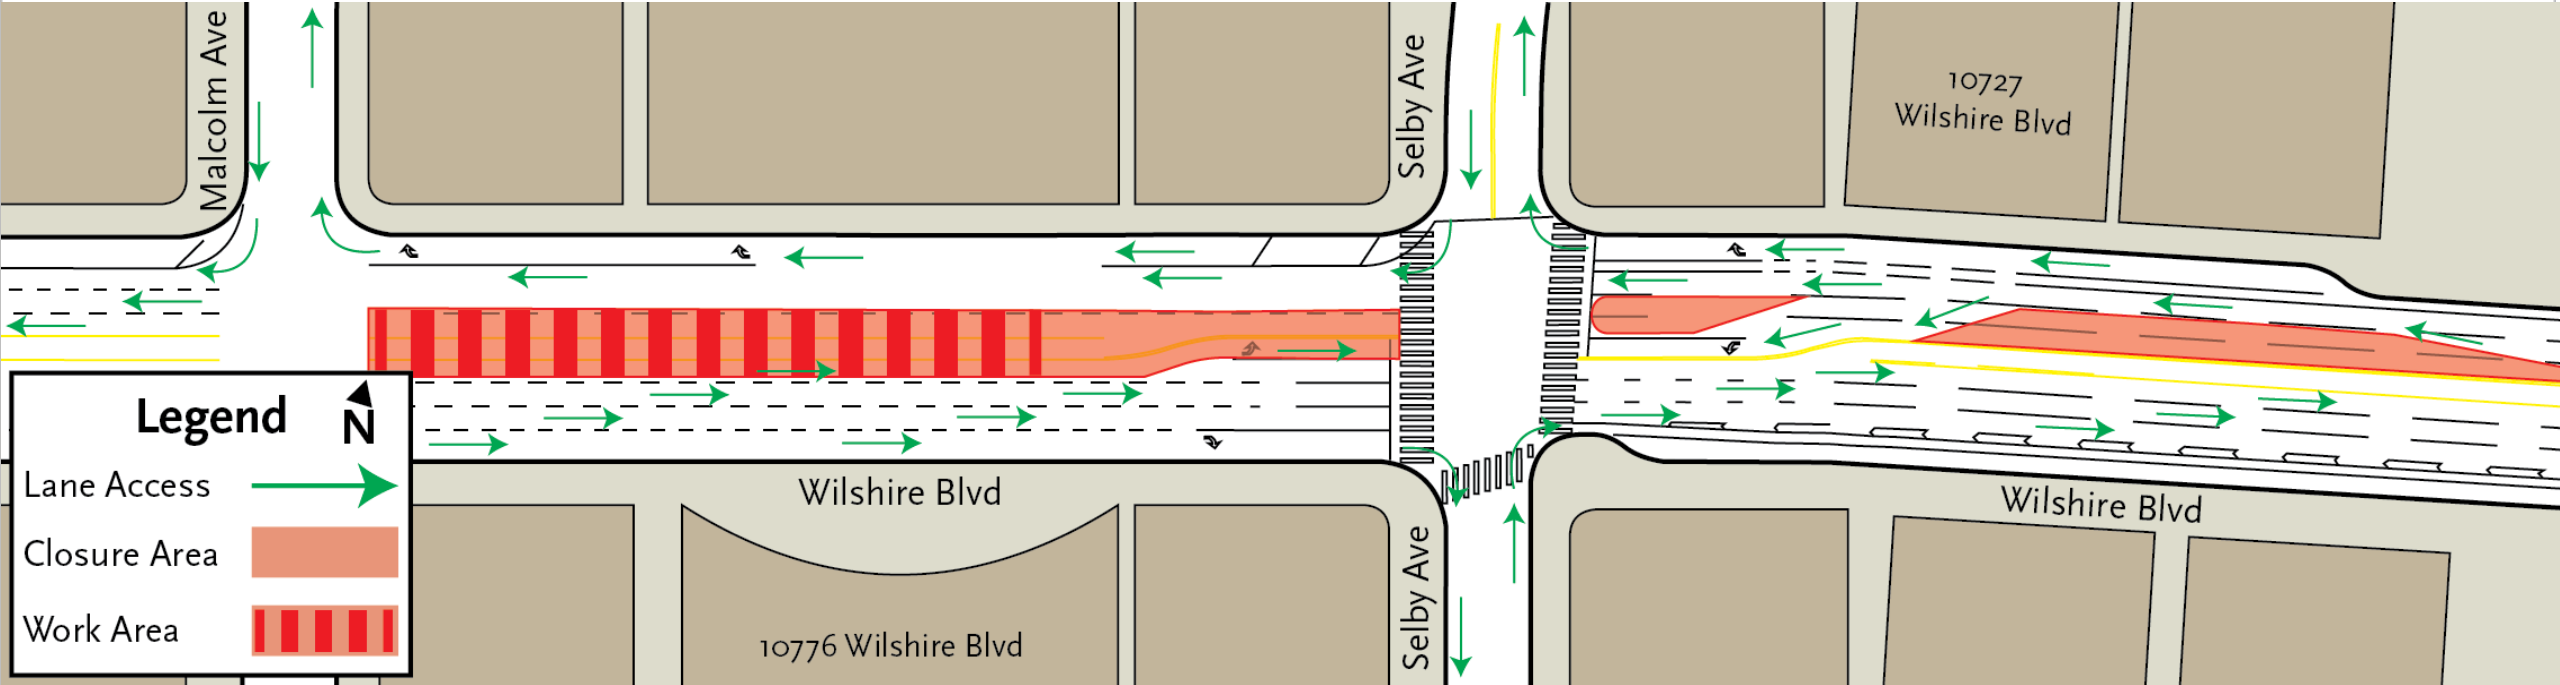 Malcolm Ave
Selby Ave
10727
Wilshire Blvd
Legend
N
Lane Access
Closure Area
Work Area
Wilshire Blvd
10776 Wilshire Blvd
Selby Ave
Wilshire Blvd